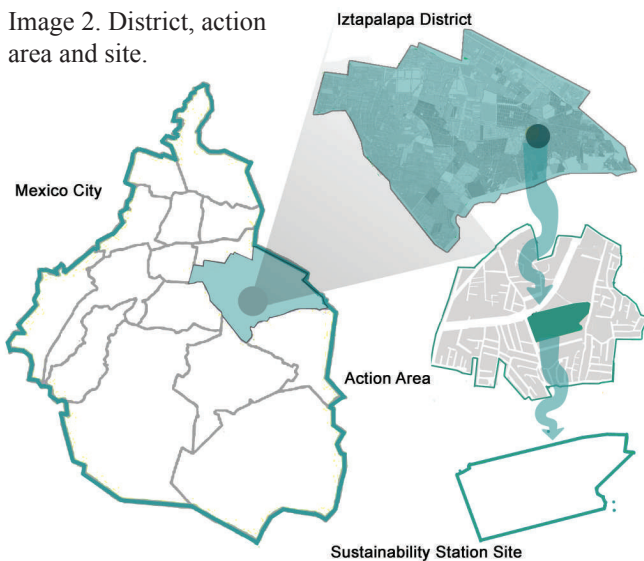 Image 2. District, action
area and site.
Iztapalapa District
Mexico City
Action Area
Sustainability Station Site